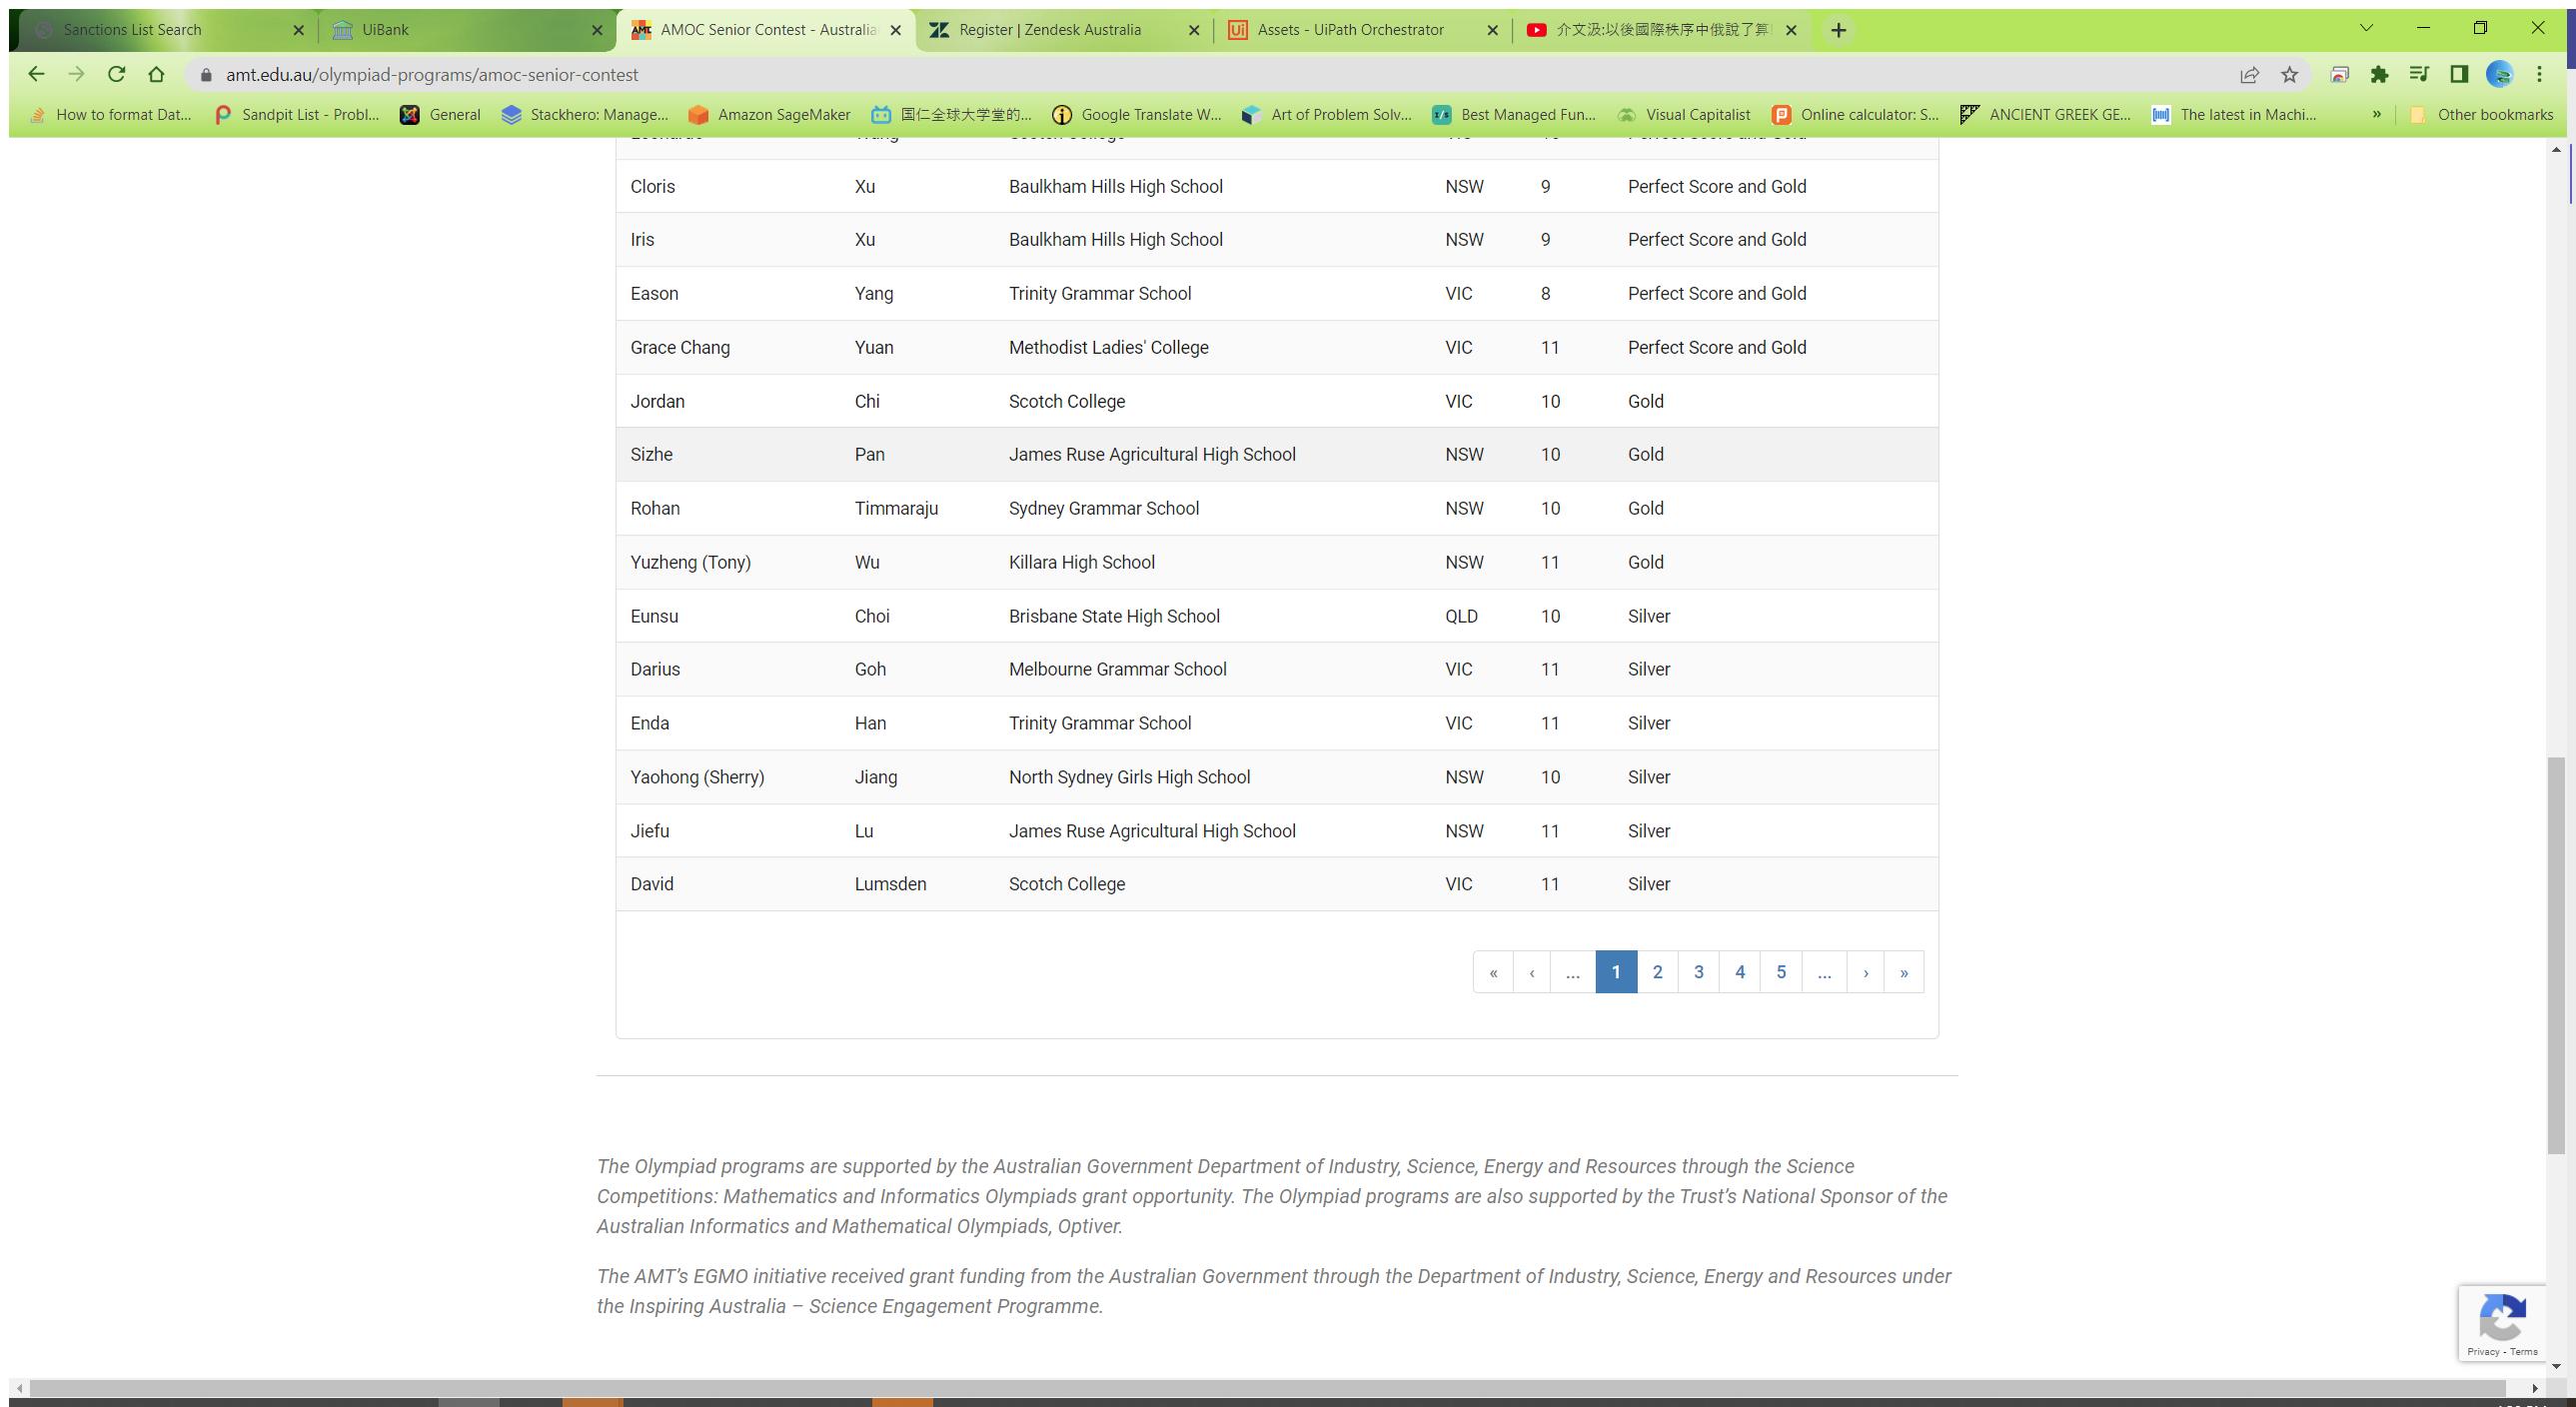 Sanctions List Search
UiBank
AMOC Senior Contest - Australia
Register | Zendesk Australia
Assets - UiPath Orchestrator
介文汲:以後國際秩序中俄說了算
amt.edu.au/olympiad-programs/amoc-senior-contest
How to format Dat...
Sandpit List - Probl...
General
Stackhero: Manage...
Amazon SageMaker
国仁全球大学堂的...
Google Translate W...
Art of Problem Solv...
Best Managed Fun...
Visual Capitalist
Online calculator: S...
ANCIENT GREEK GE...
The latest in Machi...
»
Other bookmarks
Cloris Xu Baulkham Hills High School NSW 9 Perfect Score and Gold
Iris Xu Baulkham Hills High School NSW 9 Perfect Score and Gold
Eason Yang Trinity Grammar School VIC 8 Perfect Score and Gold
Grace Chang Yuan Methodist Ladies' College VIC 11 Perfect Score and Gold
Jordan Chi Scotch College VIC 10 Gold
Sizhe Pan James Ruse Agricultural High School NSW 10 Gold
Rohan Timmaraju Sydney Grammar School NSW 10 Gold
Yuzheng (Tony) Wu Killara High School NSW 11 Gold
Eunsu Choi Brisbane State High School QLD 10 Silver
Darius Goh Melbourne Grammar School VIC 11 Silver
Enda Han Trinity Grammar School VIC 11 Silver
Yaohong (Sherry) Jiang North Sydney Girls High School NSW 10 Silver
Jiefu Lu James Ruse Agricultural High School NSW 11 Silver
David Lumsden Scotch College VIC 11 Silver
« ‹ ... 1 2 3 4 5 ... › »
The Olympiad programs are supported by the Australian Government Department of Industry, Science, Energy and Resources through the Science
Competitions: Mathematics and Informatics Olympiads grant opportunity. The Olympiad programs are also supported by the Trust's National Sponsor of the
Australian Informatics and Mathematical Olympiads, Optiver.
The AMT's EGMO initiative received grant funding from the Australian Government through the Department of Industry, Science, Energy and Resources under
the Inspiring Australia – Science Engagement Programme.
Privacy - Terms